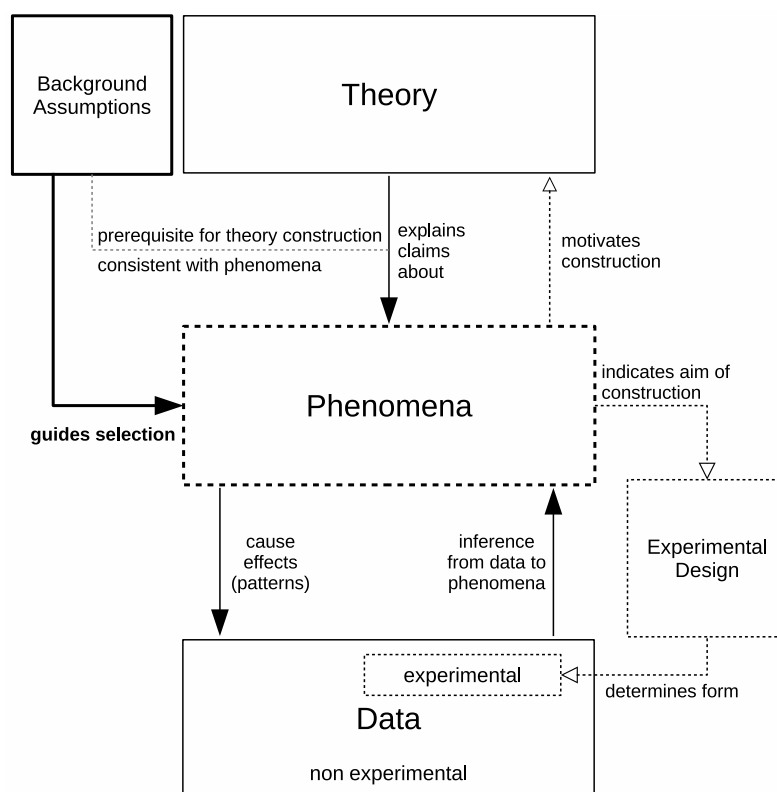 Background
Assumptions
Theory
prerequisite for theory construction
consistent with phenomena
explains
claims
about
motivates
construction
Phenomena
indicates aim of
construction
guides selection
cause
effects
(patterns)
inference
from data to
phenomena
Experimental
Design
experimental
determines form
Data
non experimental